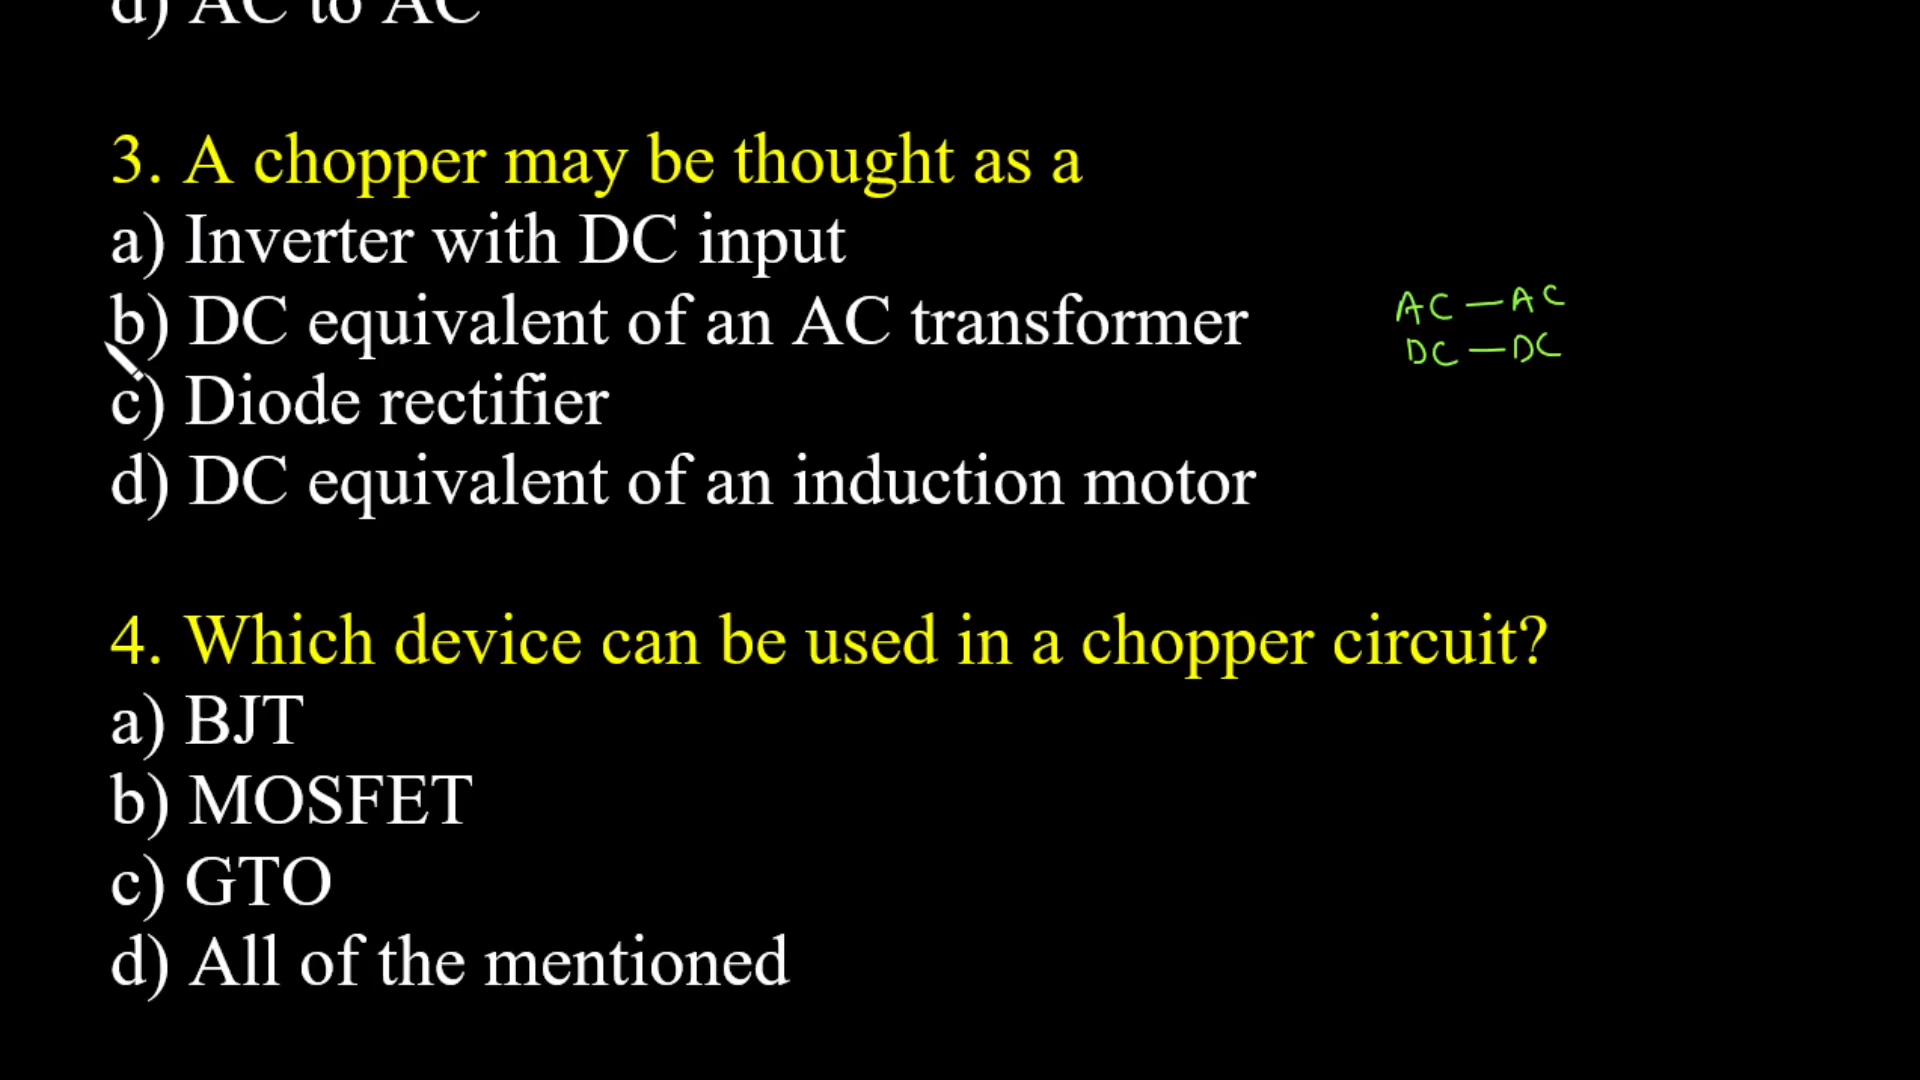 d) AC to AC
3. A chopper may be thought as a
a) Inverter with DC input
b) DC equivalent of an AC transformer
AC — AC
DC — DC
c) Diode rectifier
d) DC equivalent of an induction motor
4. Which device can be used in a chopper circuit?
a) BJT
b) MOSFET
c) GTO
d) All of the mentioned